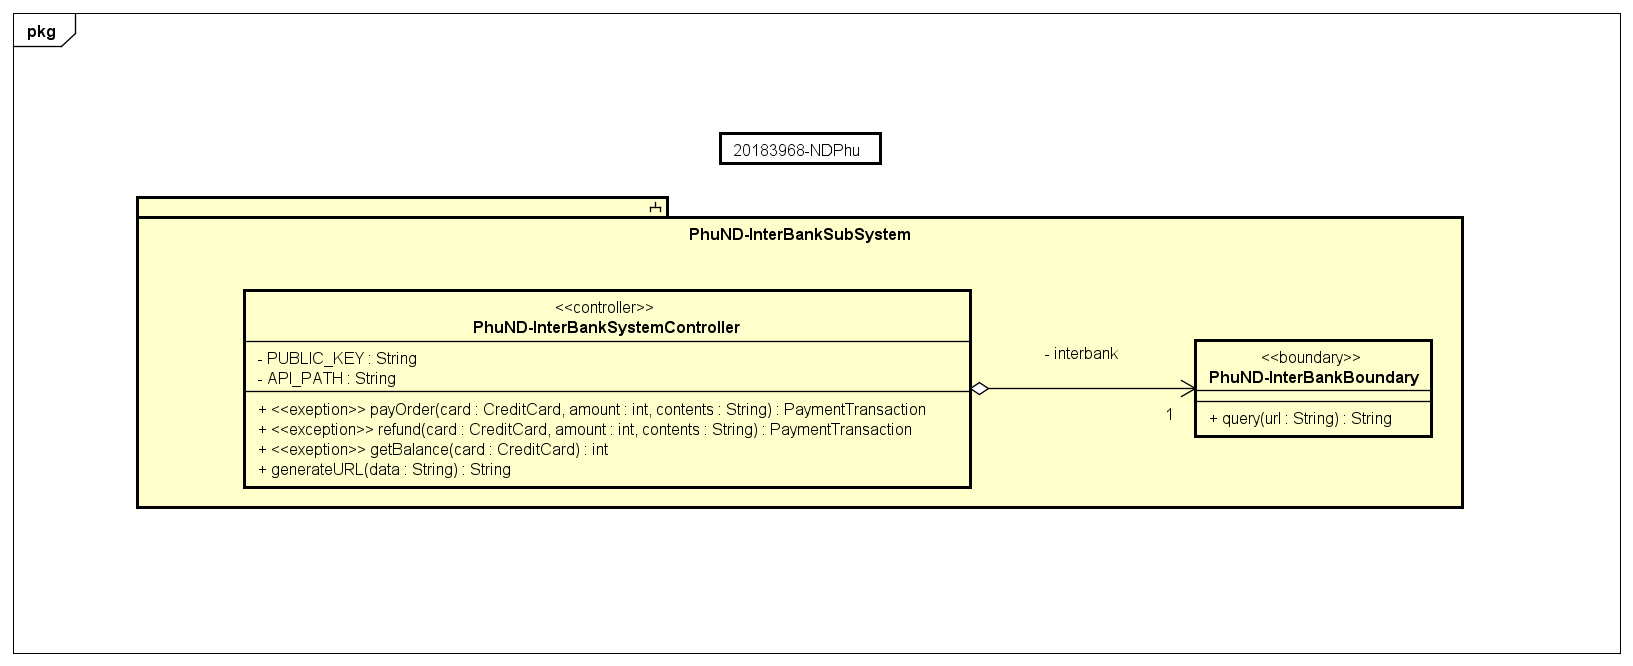 pkg
20183968-NDPhu
PhuND-InterBankSubSystem
<<controller>>
PhuND-InterBankSystemController
- PUBLIC_KEY : String
- API_PATH : String
+ <<exeption>> payOrder(card : CreditCard, amount : int, contents : String) : PaymentTransaction
+ <<exception>> refund(card : CreditCard, amount : int, contents : String) : PaymentTransaction
+ <<exeption>> getBalance(card : CreditCard) : int
+ generateURL(data : String) : String
- interbank
1
<<boundary>>
PhuND-InterBankBoundary
+ query(url : String) : String